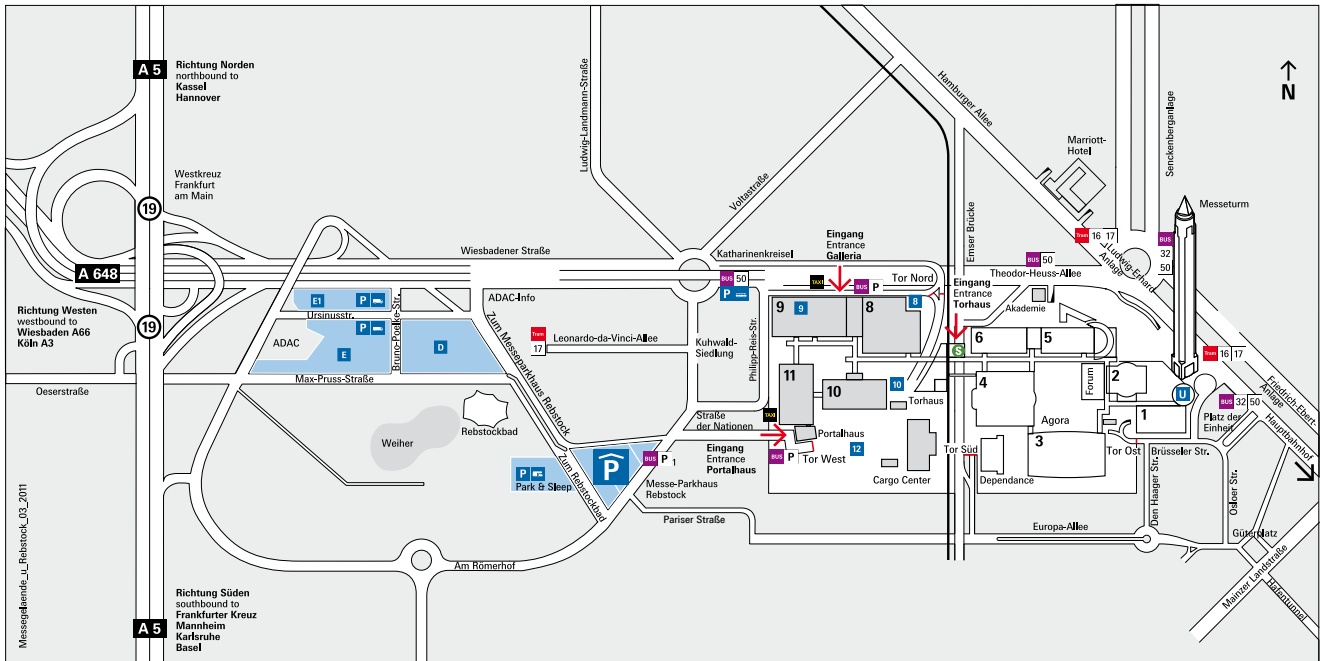 A 5
Richtung Norden
northbound to
Kassel
Hannover
Westkreuz
Frankfurt
am Main
19
A 648
Richtung Westen
westbound to
Wiesbaden A66
Köln A3
19
Oeserstraße
Wiesbadener Straße
E1
P
Ursinusstr.
P
ADAC
E
Bruno-Poelke-Str.
D
Max-Pruss-Straße
ADAC-Info
Zum Messeparkhaus Rebstock
Tram
17
Leonardo-da-Vinci-Allee
Weiher
Rebstockbad
P
Park & Sleep
Zum Rebstockbad
P
BUS P 1
Messe-Parkhaus
Rebstock
Pariser Straße
Am Römerhof
Richtung Süden
southbound to
Frankfurter Kreuz
Mannheim
Karlsruhe
Basel
A 5
Messegelaende_u_Rebstock_03_2011
Ludwig-Landmann-Straße
Voltastraße
Katharinenkreisel
BUS 50
P
Kuhwald-
Siedlung
Philipp-Reis-Str.
Straße
der Nationen
Eingang
Entrance
Portalhaus
TAXI
BUS P
Tor West
Portalhaus
Eingang
Entrance
Galleria
TAXI
BUS P
Tor Nord
9
9
8
8
11
10
10
12
Torhaus
Cargo Center
Emser Brücke
Eingang
Entrance
Torhaus
S
Hamburger Allee
Marriott-
Hotel
Senckenberganlage
Messeturm
Tram 16 17
BUS
32
50
Ludwig-Erhard
Anlage
BUS 50
Theodor-Heuss-Allee
Akademie
6
5
4
Forum
2
Agora
1
3
U
Tor Süd
Dependance
Tor Ost
Tram 16 17
BUS 32 50
Platz der
Einheit
Friedrich-Ebert-
Anlage
Hauptbahnhof
Brüsseler Str.
Den Haager Str.
Osloer Str.
Europa-Allee
Güterplatz
Mainzer Landstraße
Hafentunnel
N